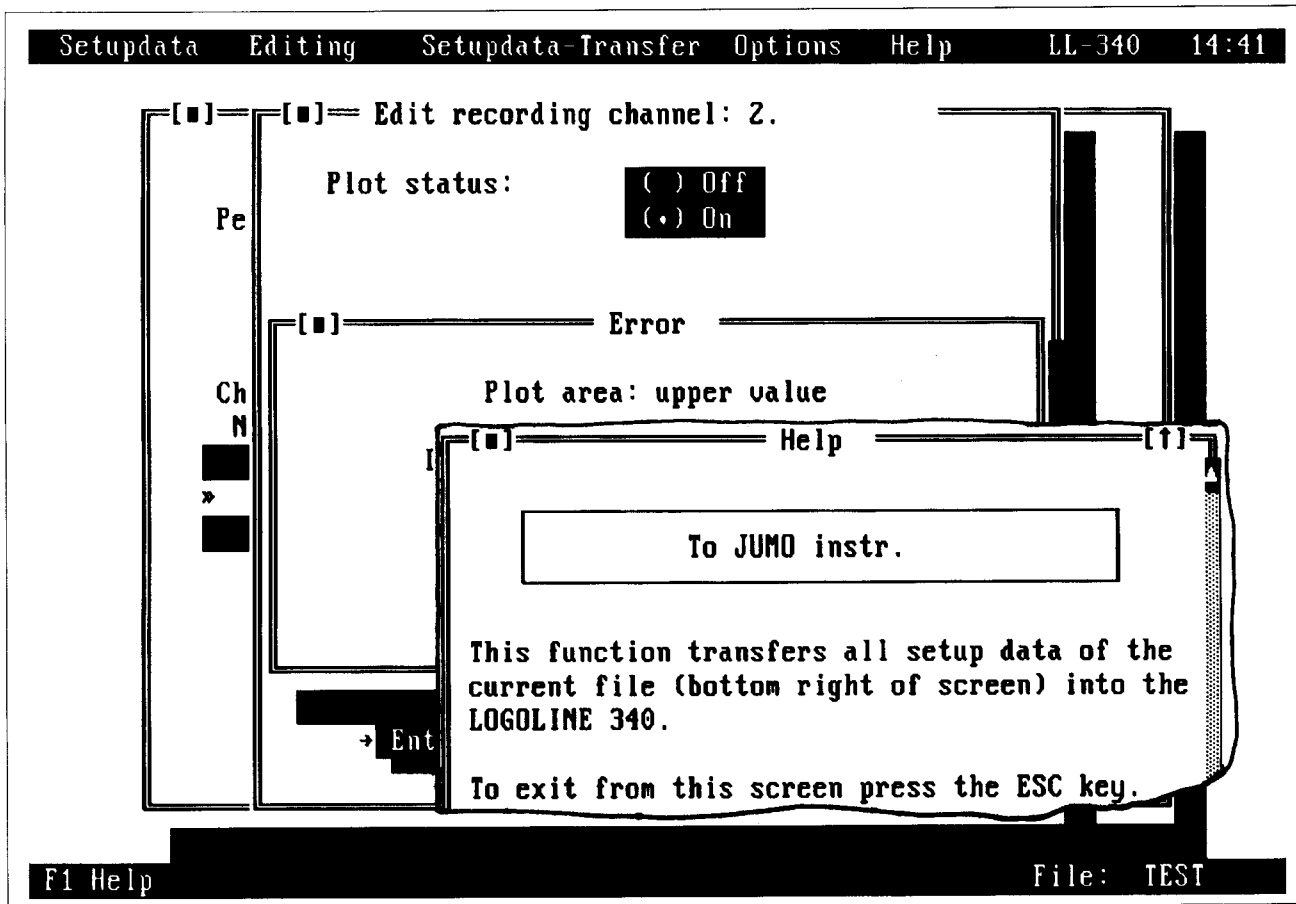 Setupdata Editing Setupdata-Transfer Options Help LL-340 14:41
Edit recording channel: 2.
Plot status:
( ) Off
(•) On
Pe
Error
Plot area: upper value
Ch
N
I
»
Help
[↑]
To JUMO instr.
This function transfers all setup data of the
current file (bottom right of screen) into the
LOGOLINE 340.
To exit from this screen press the ESC key.
→ Ent
F1 Help File: TEST